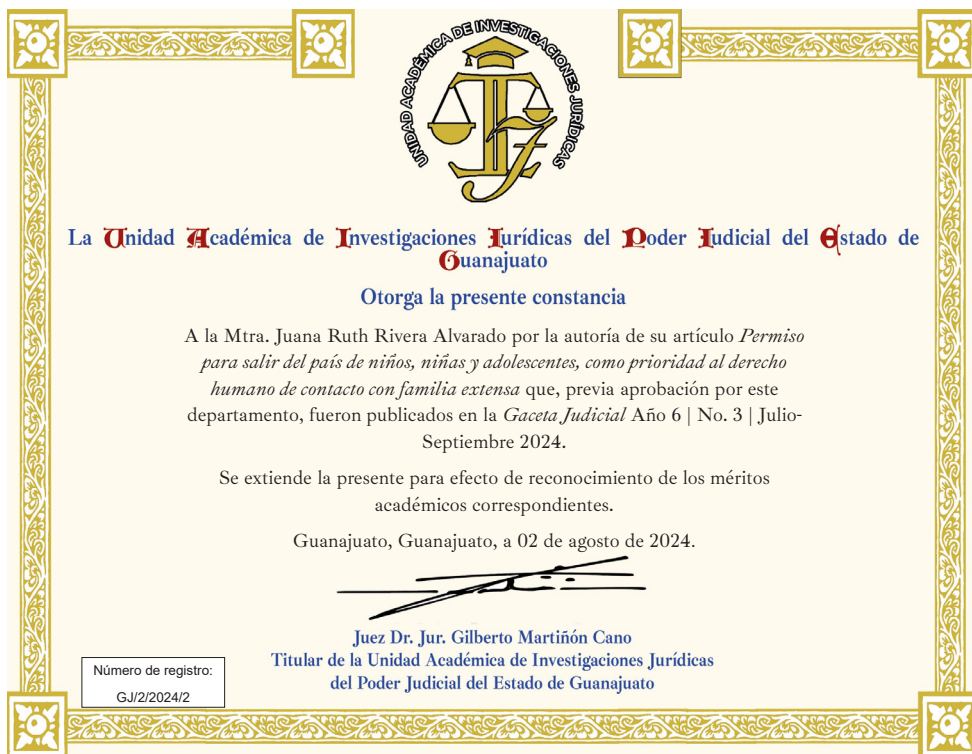 UNIDAD ACADÉMICA DE INVESTIGACIONES JURÍDICAS
La Unidad Académica de Investigaciones Jurídicas del Poder Judicial del Estado de
Guanajuato
Otorga la presente constancia
A la Mtra. Juana Ruth Rivera Alvarado por la autoría de su artículo Permiso
para salir del país de niños, niñas y adolescentes, como prioridad al derecho
humano de contacto con familia extensa que, previa aprobación por este
departamento, fueron publicados en la Gaceta Judicial Año 6 | No. 3 | Julio-
Septiembre 2024.
Se extiende la presente para efecto de reconocimiento de los méritos
académicos correspondientes.
Guanajuato, Guanajuato, a 02 de agosto de 2024.
Juez Dr. Jur. Gilberto Martiñón Cano
Titular de la Unidad Académica de Investigaciones Jurídicas
del Poder Judicial del Estado de Guanajuato
Número de registro:
GJ/2/2024/2